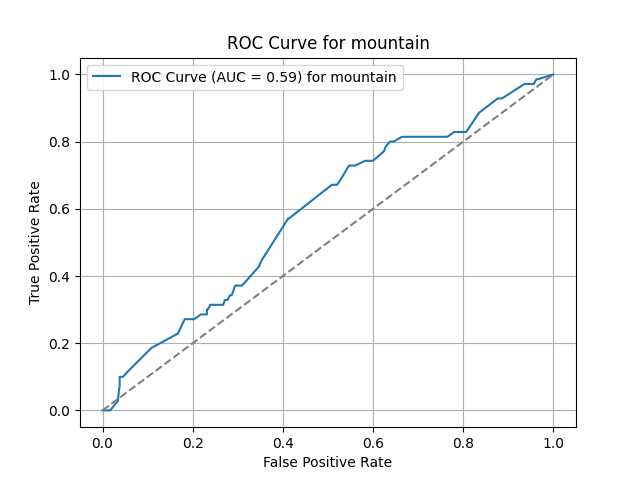 ROC Curve for mountain
ROC Curve (AUC = 0.59) for mountain
True Positive Rate
1.0
0.8
0.6
0.4
0.2
0.0
0.0 0.2 0.4 0.6 0.8 1.0
False Positive Rate